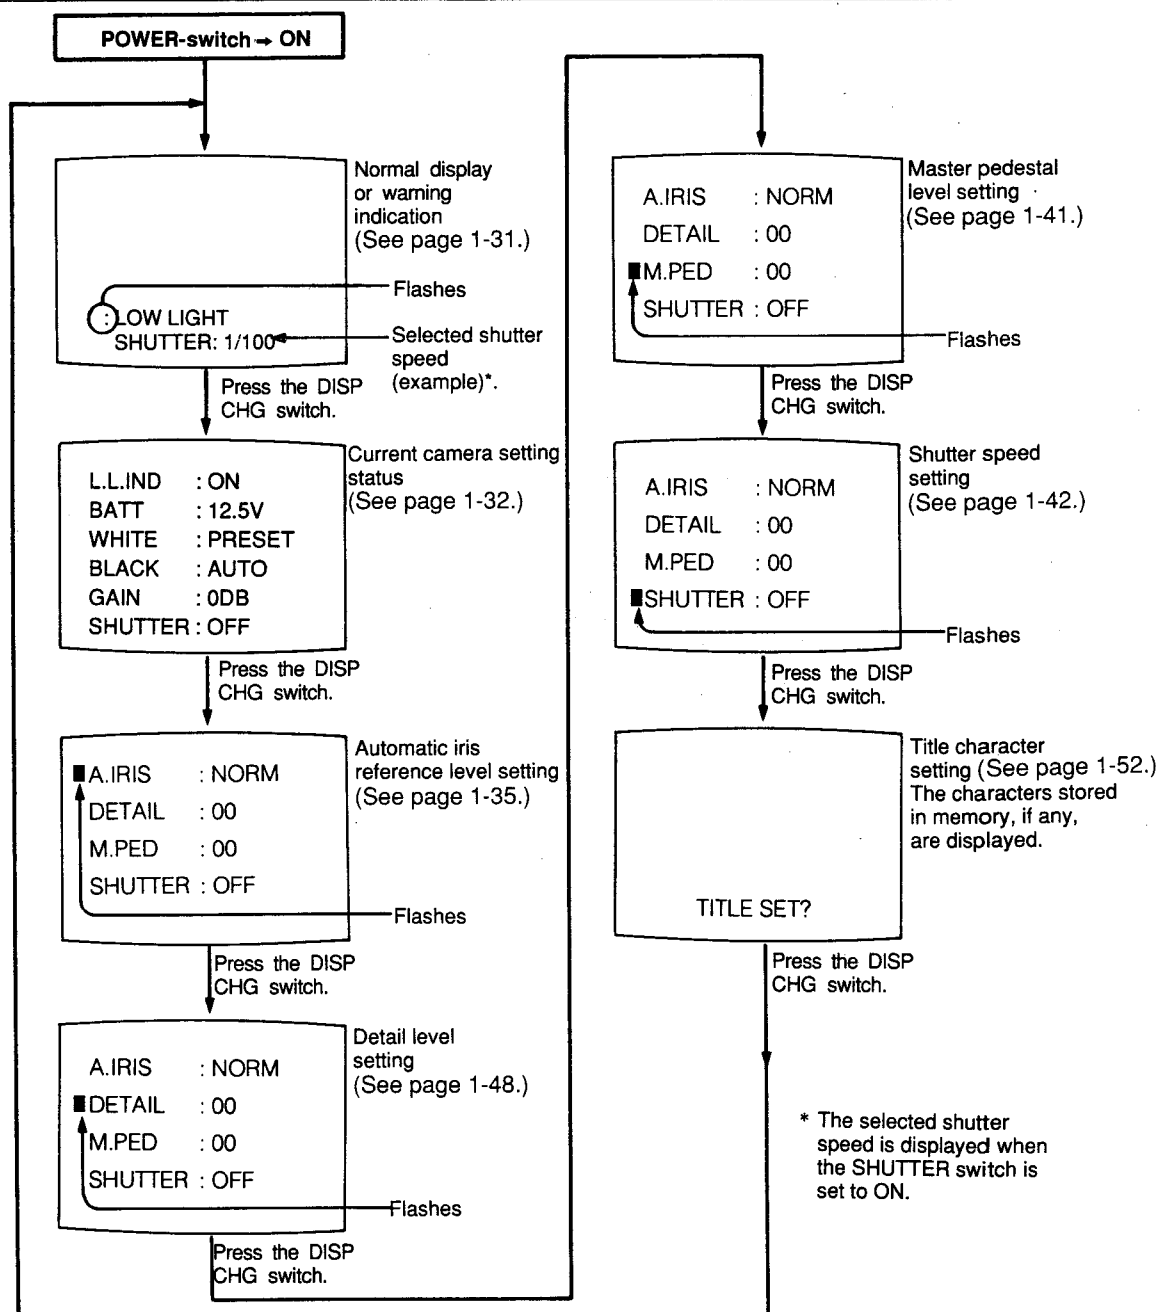 POWER-switch → ON
Normal display
or warning
indication
(See page 1-31.)
Flashes
:LOW LIGHT
SHUTTER: 1/100
Selected shutter
speed
(example)*.
Press the DISP
CHG switch.
L.L.IND : ON
BATT : 12.5V
WHITE : PRESET
BLACK : AUTO
GAIN : 0DB
SHUTTER : OFF
Current camera setting
status
(See page 1-32.)
Press the DISP
CHG switch.
A.IRIS : NORM
DETAIL : 00
M.PED : 00
SHUTTER : OFF
Automatic iris
reference level setting
(See page 1-35.)
Flashes
Press the DISP
CHG switch.
A.IRIS : NORM
DETAIL : 00
M.PED : 00
SHUTTER : OFF
Detail level
setting
(See page 1-48.)
Flashes
Press the DISP
CHG switch.
A.IRIS : NORM
DETAIL : 00
M.PED : 00
SHUTTER : OFF
Master pedestal
level setting
(See page 1-41.)
Flashes
Press the DISP
CHG switch.
A.IRIS : NORM
DETAIL : 00
M.PED : 00
SHUTTER : OFF
Shutter speed
setting
(See page 1-42.)
Flashes
Press the DISP
CHG switch.
TITLE SET?
Title character
setting (See page 1-52.)
The characters stored
in memory, if any,
are displayed.
Press the DISP
CHG switch.
* The selected shutter
speed is displayed when
the SHUTTER switch is
set to ON.